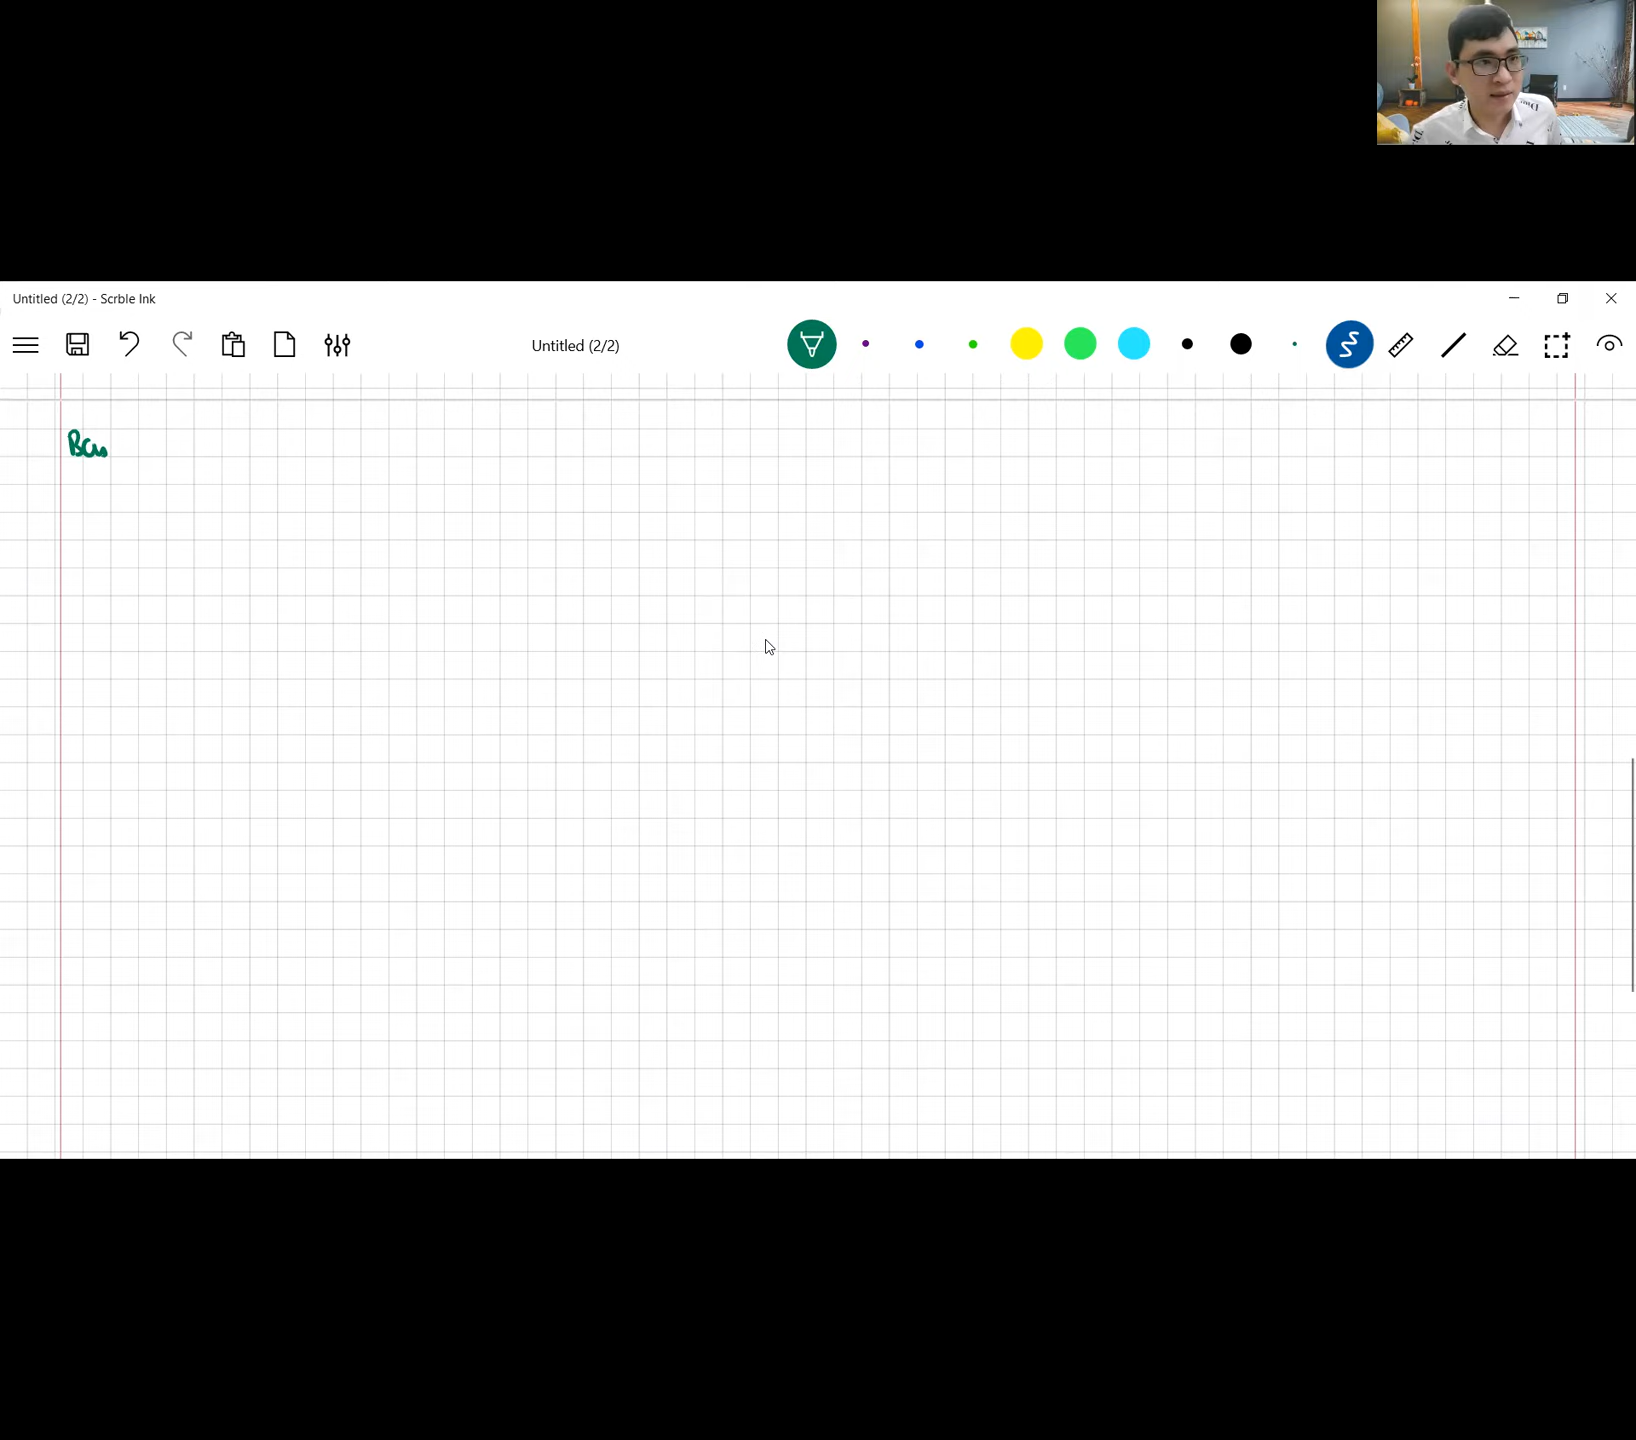 Untitled (2/2) - Scrble Ink
Untitled (2/2)